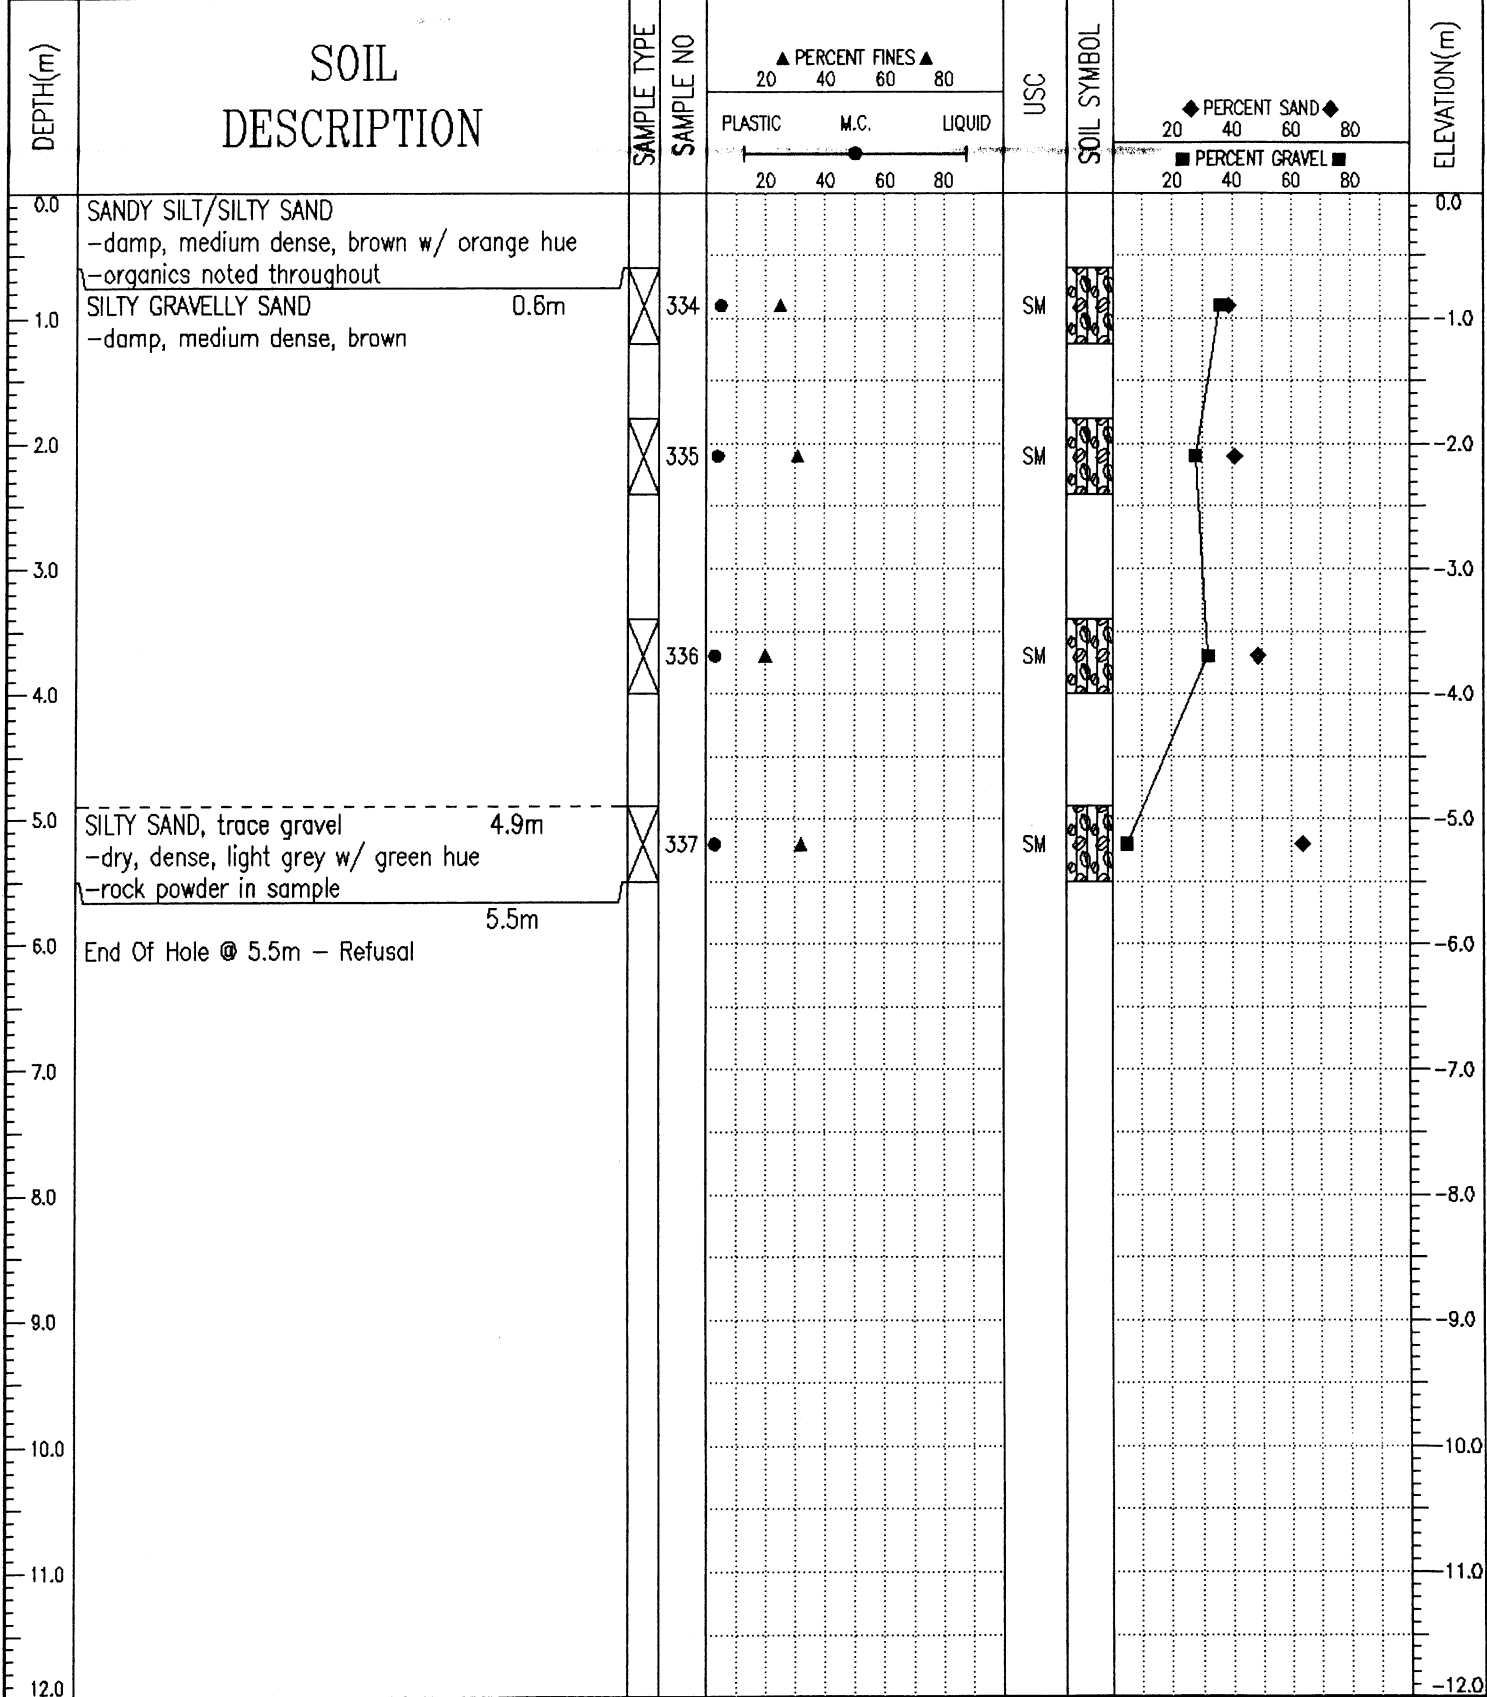 DEPTH(m)
SOIL
DESCRIPTION
SAMPLE TYPE
SAMPLE NO
▲ PERCENT FINES ▲
20 40 60 80
PLASTIC M.C. LIQUID
20 40 60 80
USC
SOIL SYMBOL
◆ PERCENT SAND ◆
20 40 60 80
■ PERCENT GRAVEL ■
20 40 60 80
ELEVATION(m)
0.0
SANDY SILT/SILTY SAND
-damp, medium dense, brown w/ orange hue
-organics noted throughout
SILTY GRAVELLY SAND 0.6m
-damp, medium dense, brown
334 SM
335 SM
336 SM
SILTY SAND, trace gravel 4.9m
-dry, dense, light grey w/ green hue
-rock powder in sample
337 SM
5.5m
End Of Hole @ 5.5m - Refusal
1.0
2.0
3.0
4.0
5.0
6.0
7.0
8.0
9.0
10.0
11.0
12.0
0.0
-1.0
-2.0
-3.0
-4.0
-5.0
-6.0
-7.0
-8.0
-9.0
-10.0
-11.0
-12.0